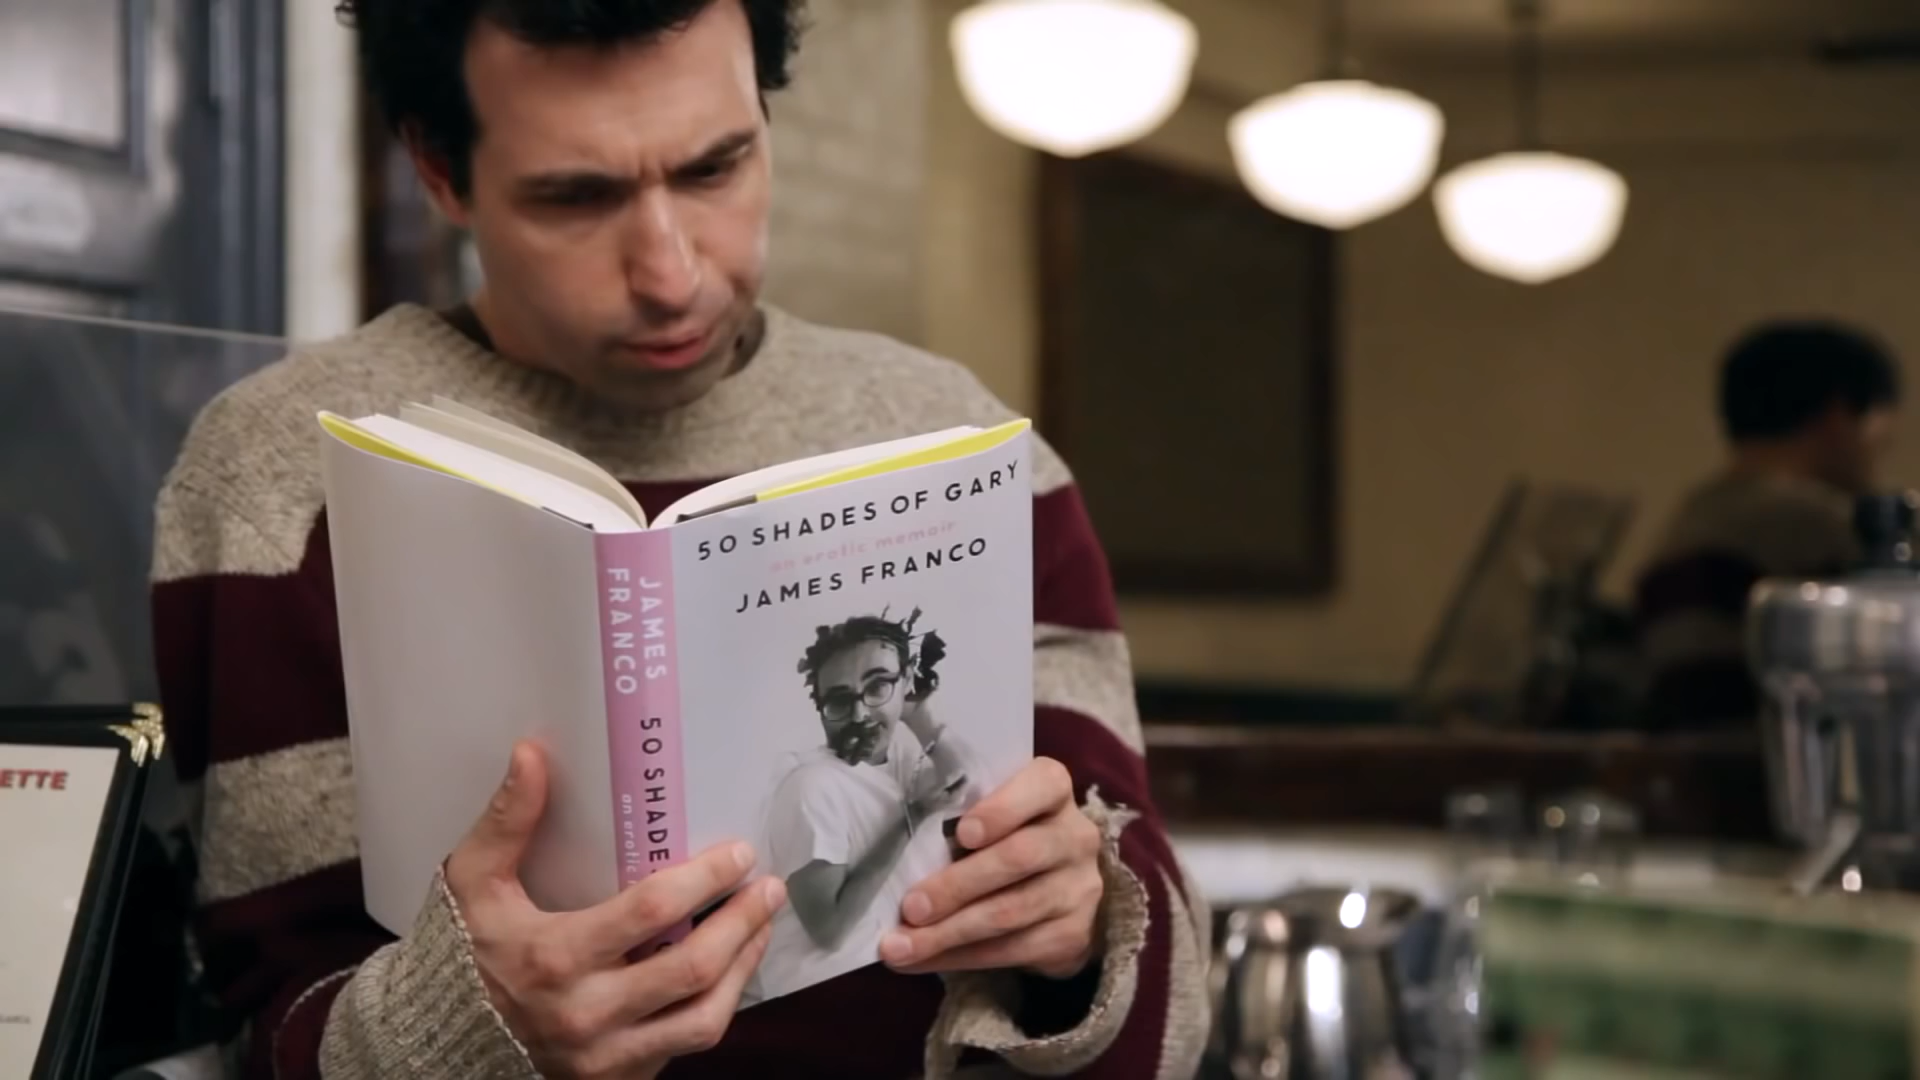 50 SHADES OF GARY
an erotic memoir
JAMES FRANCO
JAMES
FRANCO
50 SHADE
an erotic
ETTE